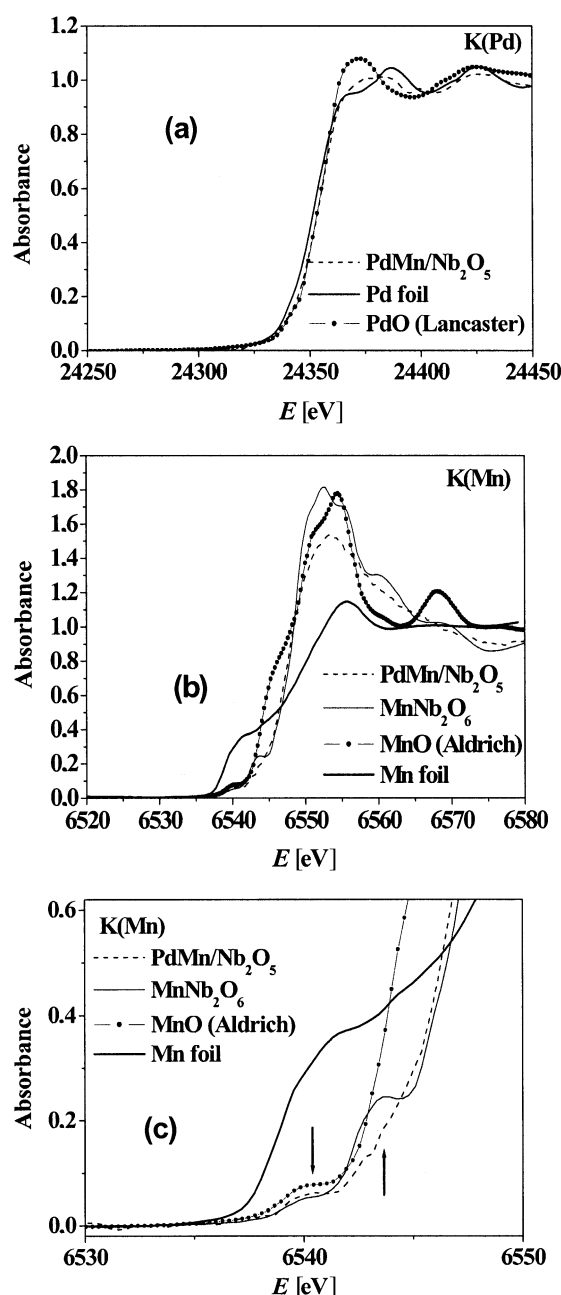 1.2
1.0
0.8
0.6
0.4
0.2
0.0
Absorbance
K(Pd)
(a)
PdMn/Nb₂O₅
Pd foil
PdO (Lancaster)
24250 24300 24350 24400 24450
E [eV]
2.0
1.8
1.6
1.4
1.2
1.0
0.8
0.6
0.4
0.2
0.0
Absorbance
K(Mn)
(b)
PdMn/Nb₂O₅
MnNb₂O₆
MnO (Aldrich)
Mn foil
6520 6530 6540 6550 6560 6570 6580
E [eV]
0.6
0.4
0.2
0.0
Absorbance
K(Mn)
PdMn/Nb₂O₅
MnNb₂O₆
MnO (Aldrich)
Mn foil
(c)
6530 6540 6550
E [eV]